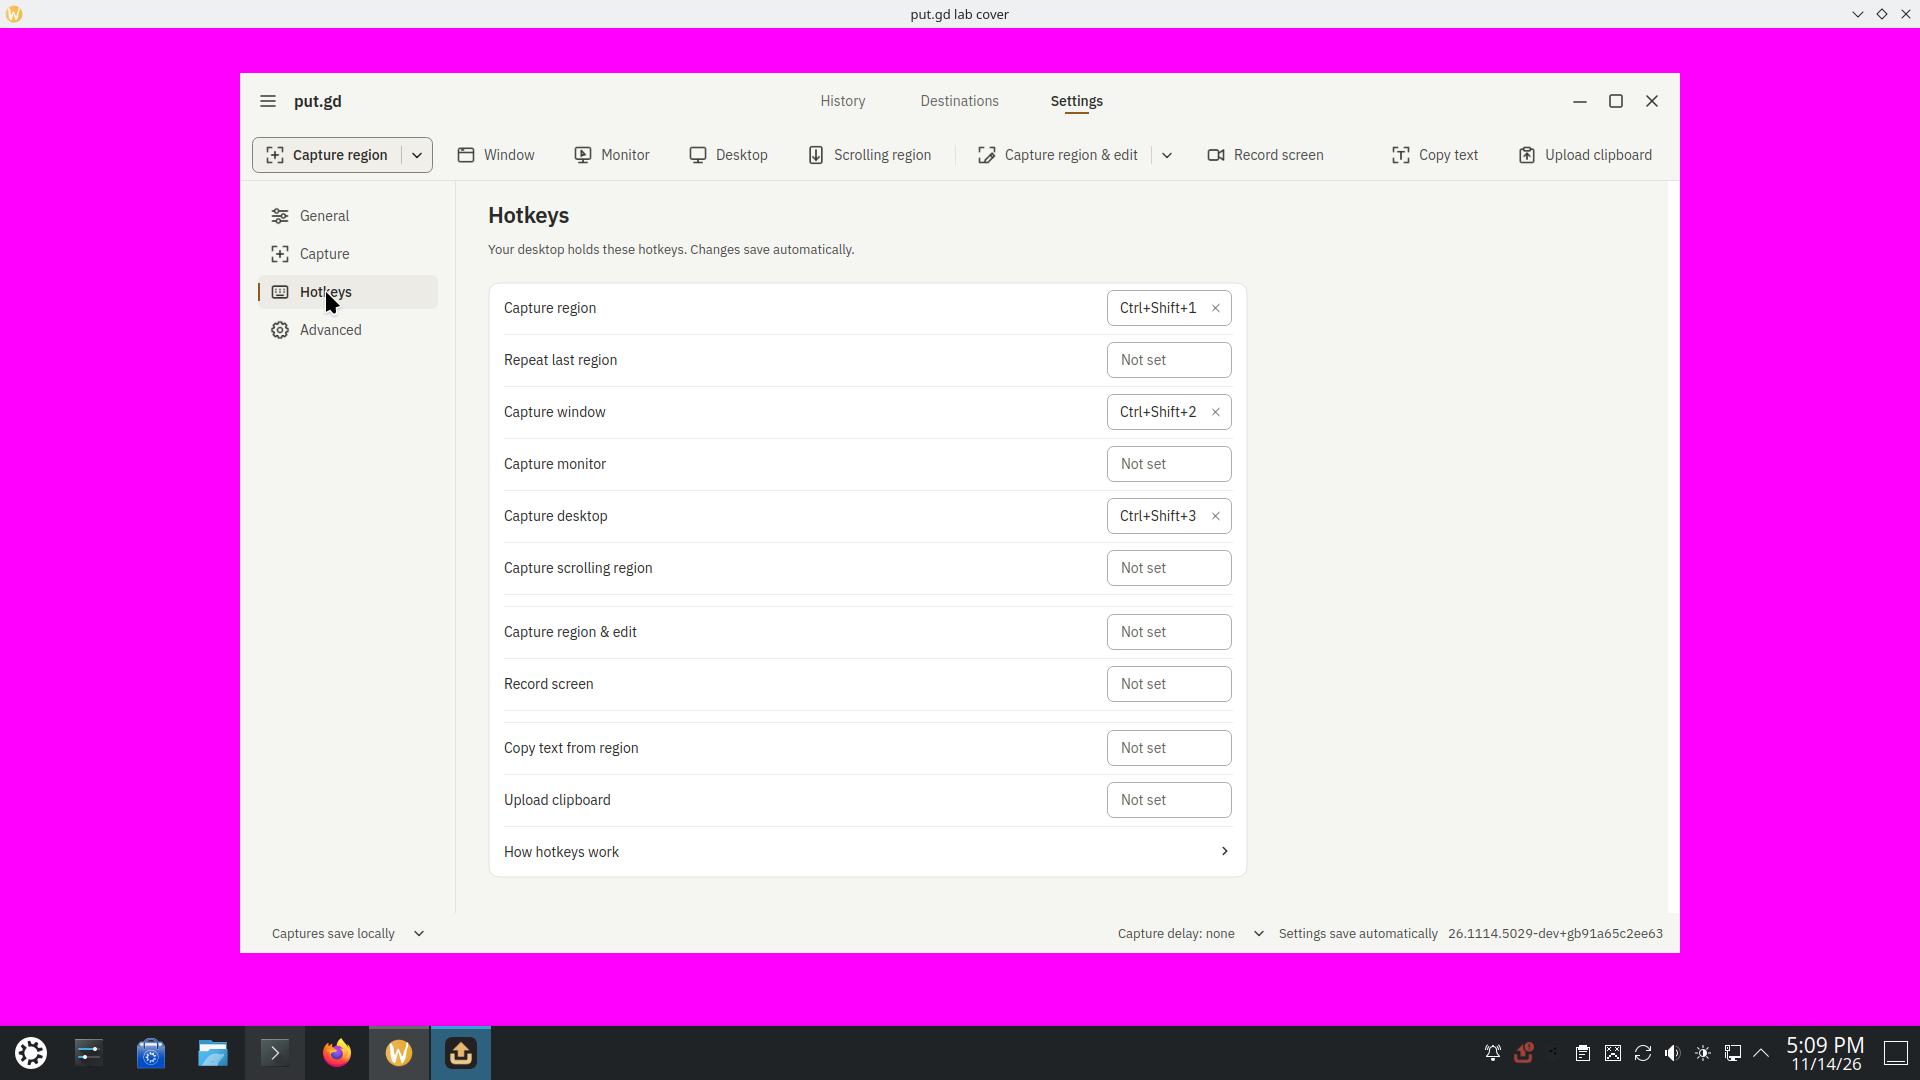 put.gd lab cover
put.gd
History
Destinations
Settings
Capture region
Window
Monitor
Desktop
Scrolling region
Capture region & edit
Record screen
Copy text
Upload clipboard
General
Capture
Hotkeys
Advanced
Hotkeys
Your desktop holds these hotkeys. Changes save automatically.
Capture region
Ctrl+Shift+1
Repeat last region
Not set
Capture window
Ctrl+Shift+2
Capture monitor
Not set
Capture desktop
Ctrl+Shift+3
Capture scrolling region
Not set
Capture region & edit
Not set
Record screen
Not set
Copy text from region
Not set
Upload clipboard
Not set
How hotkeys work
Captures save locally
Capture delay: none
Settings save automatically
26.1114.5029-dev+gb91a65c2ee63
5:09 PM
11/14/26